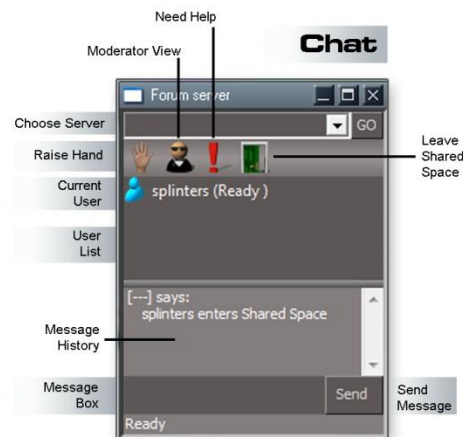 Need Help
Moderator View
Chat
Forum server
Choose Server
GO
Raise Hand
Leave
Shared
Space
Current
User
splinters (Ready )
User
List
[---] says:
splinters enters Shared Space
Message
History
Message
Box
Send
Send
Message
Ready